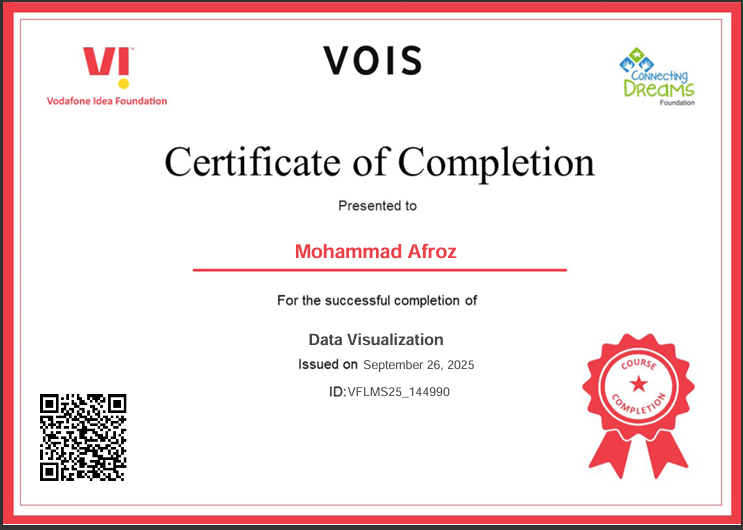 VI
Vodafone Idea Foundation
VOIS
Connecting
Dreams
Foundation
Certificate of Completion
Presented to
Mohammad Afroz
For the successful completion of
Data Visualization
Issued on September 26, 2025
ID:VFLMS25_144990
COURSE
COMPLETION